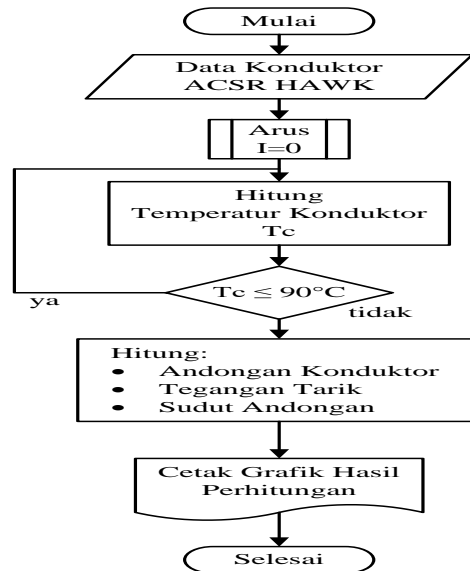 Mulai
Data Konduktor
ACSR HAWK
Arus
I=0
Hitung
Temperatur Konduktor
Tc
Tc ≤ 90°C
ya
tidak
Hitung:
• Andongan Konduktor
• Tegangan Tarik
• Sudut Andongan
Cetak Grafik Hasil
Perhitungan
Selesai